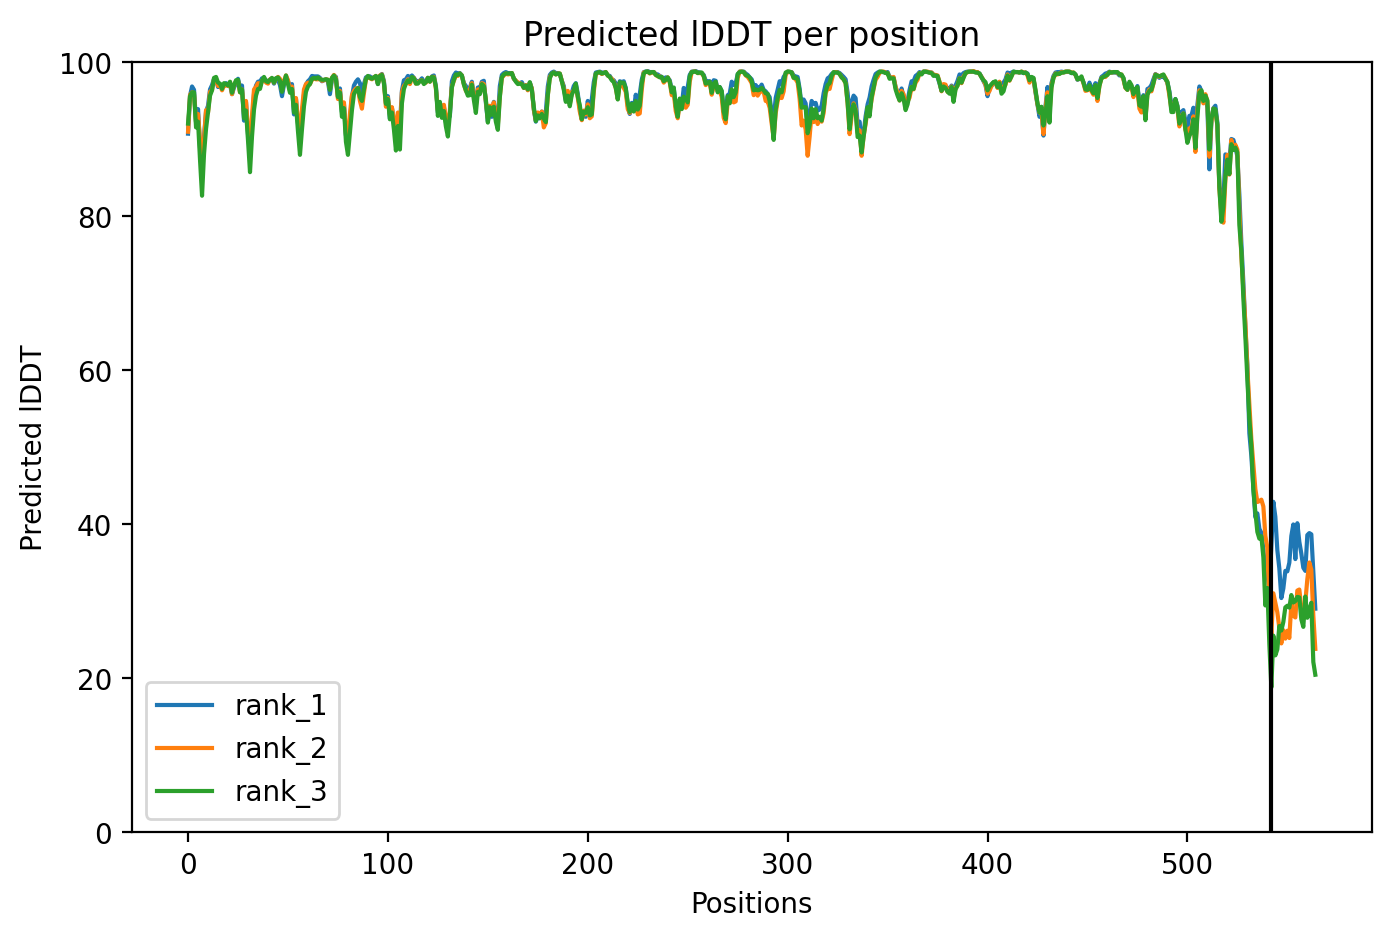 Predicted lDDT per position
Predicted lDDT
100
80
60
40
20
0
rank_1
rank_2
rank_3
0 100 200 300 400 500
Positions